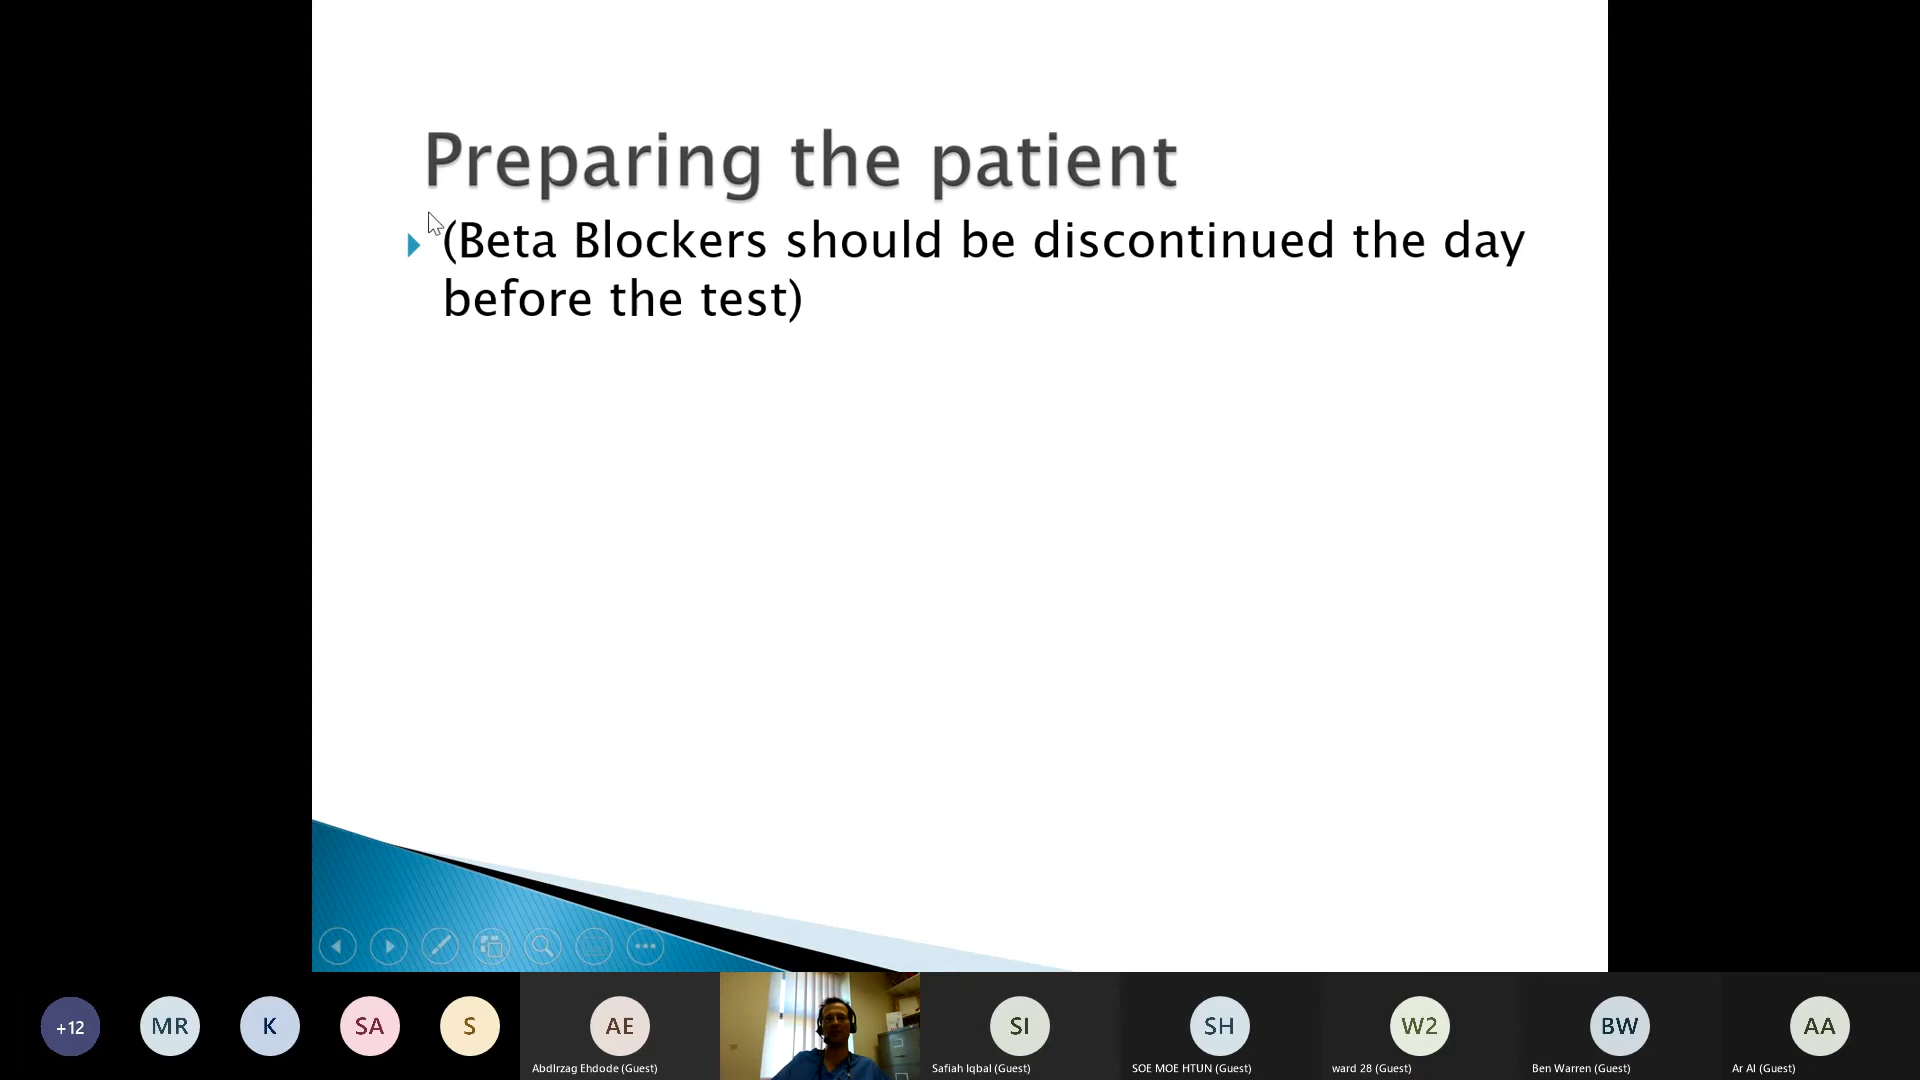 Preparing the patient
(Beta Blockers should be discontinued the day
before the test)
+12
MR
K
SA
S
AE
SI
SH
W2
BW
AA
Abdlrzag Ehdode (Guest)
Safiah Iqbal (Guest)
SOE MOE HTUN (Guest)
ward 28 (Guest)
Ben Warren (Guest)
Ar Al (Guest)